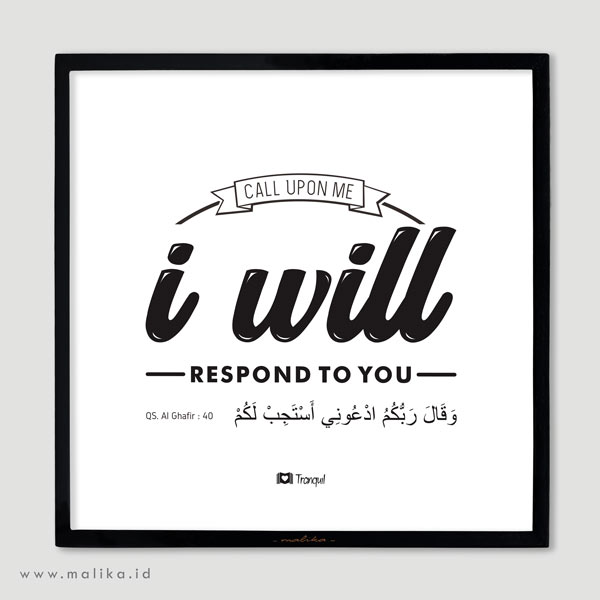 CALL UPON ME
i will
RESPOND TO YOU
QS. Al Ghafir : 40 وَقَالَ رَبُّكُمُ ادْعُونِي أَسْتَجِبْ لَكُمْ
Tranquil
- malika -
www.malika.id